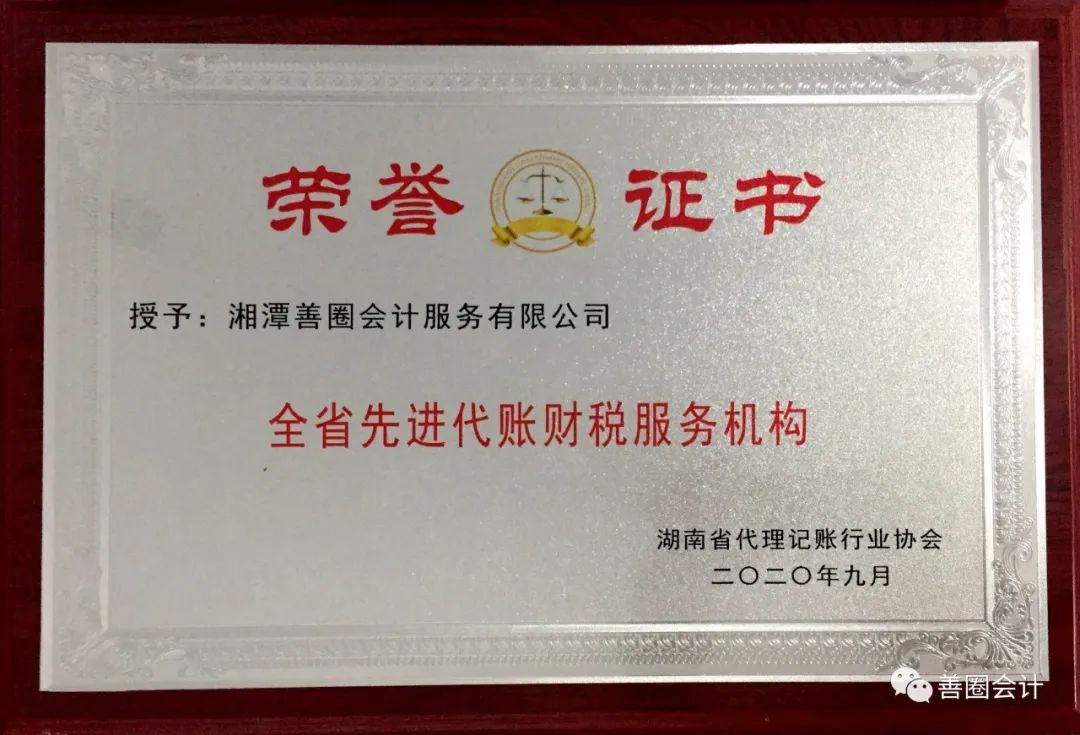 荣誉证书
授予：湘潭善圈会计服务有限公司
全省先进代账财税服务机构
湖南省代理记账行业协会
二〇二〇年九月
善圈会计